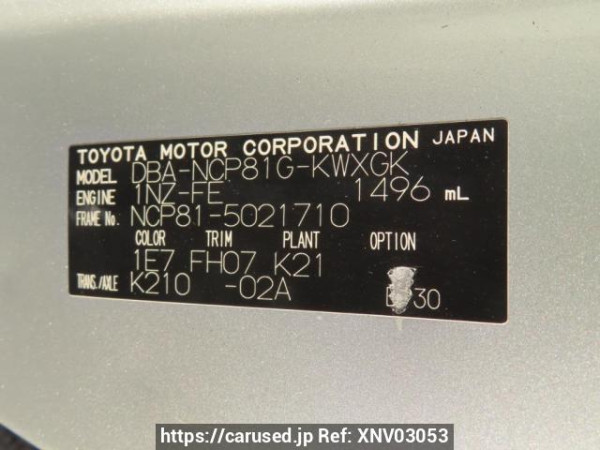 TOYOTA MOTOR CORPORATION JAPAN
MODEL DBA-NCP81G-KWXGK
ENGINE 1NZ-FE 1496 mL
FRAME No. NCP81-5021710
COLOR TRIM PLANT OPTION
1E7 FH07 K21
TRANS./AXLE K210 -02A 30
https://carused.jp Ref: XNV03053